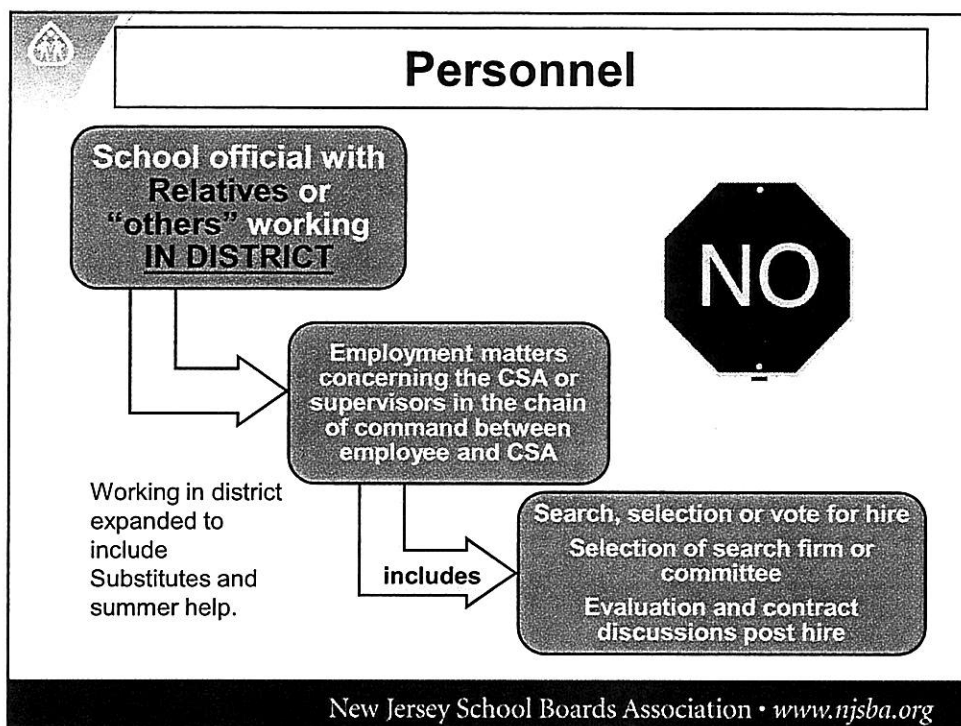 Personnel
School official with
Relatives or
“others” working
IN DISTRICT
NO
Employment matters
concerning the CSA or
supervisors in the chain
of command between
employee and CSA
Working in district
expanded to
include
Substitutes and
summer help.
includes
Search, selection or vote for hire
Selection of search firm or
committee
Evaluation and contract
discussions post hire
New Jersey School Boards Association • www.njsba.org